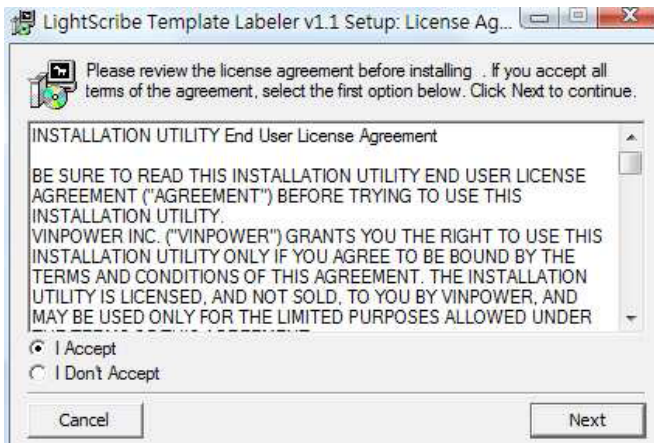 LightScribe Template Labeler v1.1 Setup: License Ag...
Please review the license agreement before installing . If you accept all
terms of the agreement, select the first option below. Click Next to continue.
INSTALLATION UTILITY End User License Agreement
BE SURE TO READ THIS INSTALLATION UTILITY END USER LICENSE
AGREEMENT ("AGREEMENT") BEFORE TRYING TO USE THIS
INSTALLATION UTILITY.
VINPOWER INC. ("VINPOWER") GRANTS YOU THE RIGHT TO USE THIS
INSTALLATION UTILITY ONLY IF YOU AGREE TO BE BOUND BY THE
TERMS AND CONDITIONS OF THIS AGREEMENT. THE INSTALLATION
UTILITY IS LICENSED, AND NOT SOLD, TO YOU BY VINPOWER, AND
MAY BE USED ONLY FOR THE LIMITED PURPOSES ALLOWED UNDER
I Accept
I Don't Accept
Cancel
Next